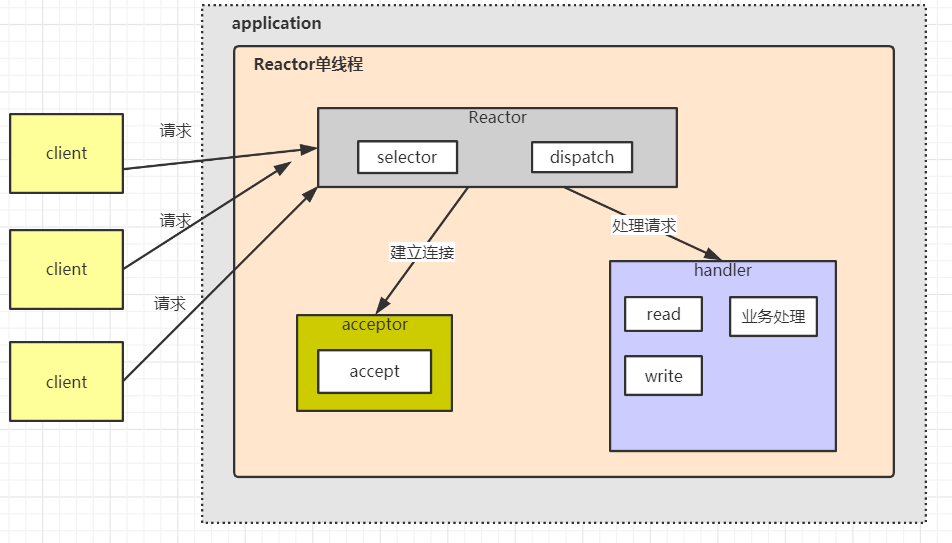 application
Reactor单线程
Reactor
selector
dispatch
client
请求
client
请求
client
请求
建立连接
处理请求
acceptor
accept
handler
read
业务处理
write